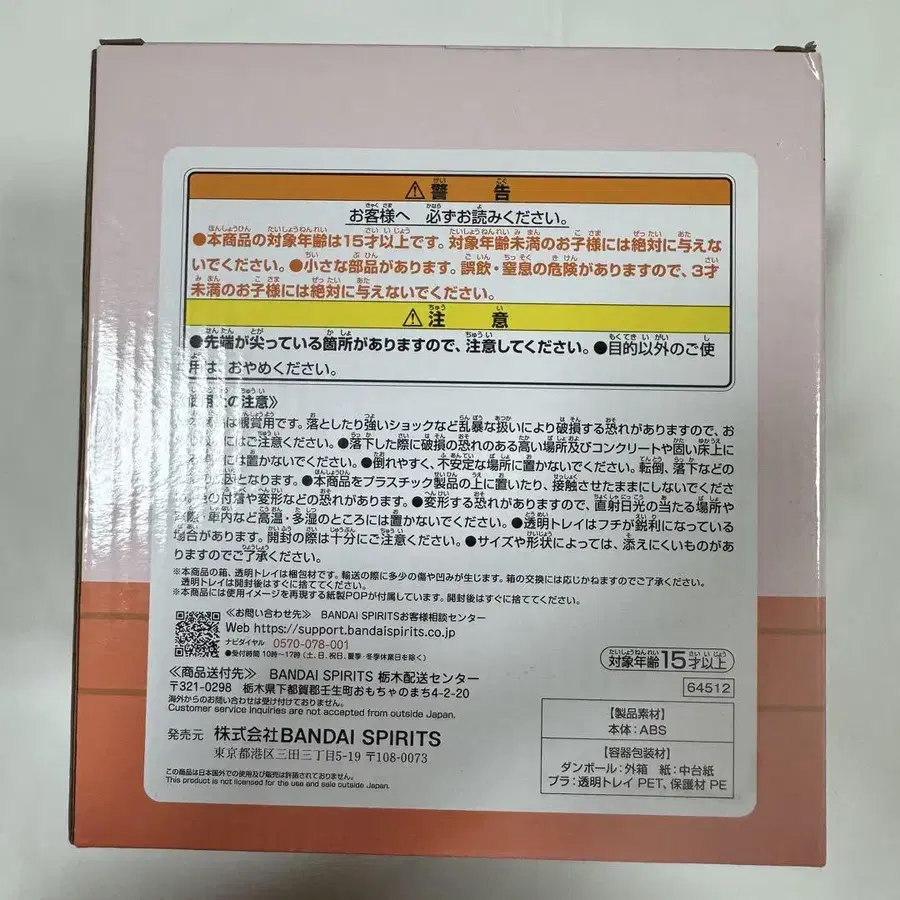 ⚠警告
お客様へ 必ずお読みください。
●本商品の対象年齢は15才以上です。対象年齢未満のお子様には絶対に与えな
いでください。●小さな部品があります。誤飲・窒息の危険がありますので、3才
未満のお子様には絶対に与えないでください。
⚠注意
●先端が尖っている箇所がありますので、注意してください。●目的以外のご使
用は、おやめください。
使用上の注意》
は観賞用です。落としたり強いショックなど乱暴な扱いにより破損する恐れがありますので、お
にはご注意ください。●落下した際に破損の恐れのある高い場所及びコンクリートや固い床上に
には置かないでください。●倒れやすく、不安定な場所に置かないでください。転倒、落下などの
原因となります。●本商品をプラスチック製品の上に置いたり、接触させたままにしないでくださ
の付着や変形などの恐れがあります。●変形する恐れがありますので、直射日光の当たる場所や
際・車内など高温・多湿のところには置かないでください。●透明トレイはフチが鋭利になっている
場合があります。開封の際は十分にご注意ください。●サイズや形状によっては、添えにくいものがあ
りますのでご了承ください。
※本商品の箱、透明トレイは梱包材です。輸送の際に多少の傷や凹みが生じます。箱の交換には応じかねますのでご了承ください。
透明トレイは開封後はすぐに捨ててください。
※本商品には使用イメージを再現する紙製POPが付属しています。開封後はすぐに捨ててください。
≪お問い合わせ先≫ BANDAI SPIRITSお客様相談センター
Web https://support.bandaispirits.co.jp
ナビダイヤル 0570-078-001
●受付時間 10時～17時(土、日、祝日、夏季・冬季休業日を除く)
≪商品送付先≫ BANDAI SPIRITS 栃木配送センター
〒321-0298 栃木県下都賀郡壬生町おもちゃのまち4-2-20
海外からのお問い合わせは受け付けておりません。
Customer service inquiries are not accepted from outside Japan.
発売元 株式会社BANDAI SPIRITS
東京都港区三田三丁目5-19 〒108-0073
この商品は日本国外での使用及び販売は許諾されておりません。
This product is not licensed for the use and sale outside Japan.
対象年齢15才以上
64512
【製品素材】
本体：ABS
【容器包装材】
ダンボール：外箱 紙：中台紙
プラ：透明トレイ PET、保護材 PE